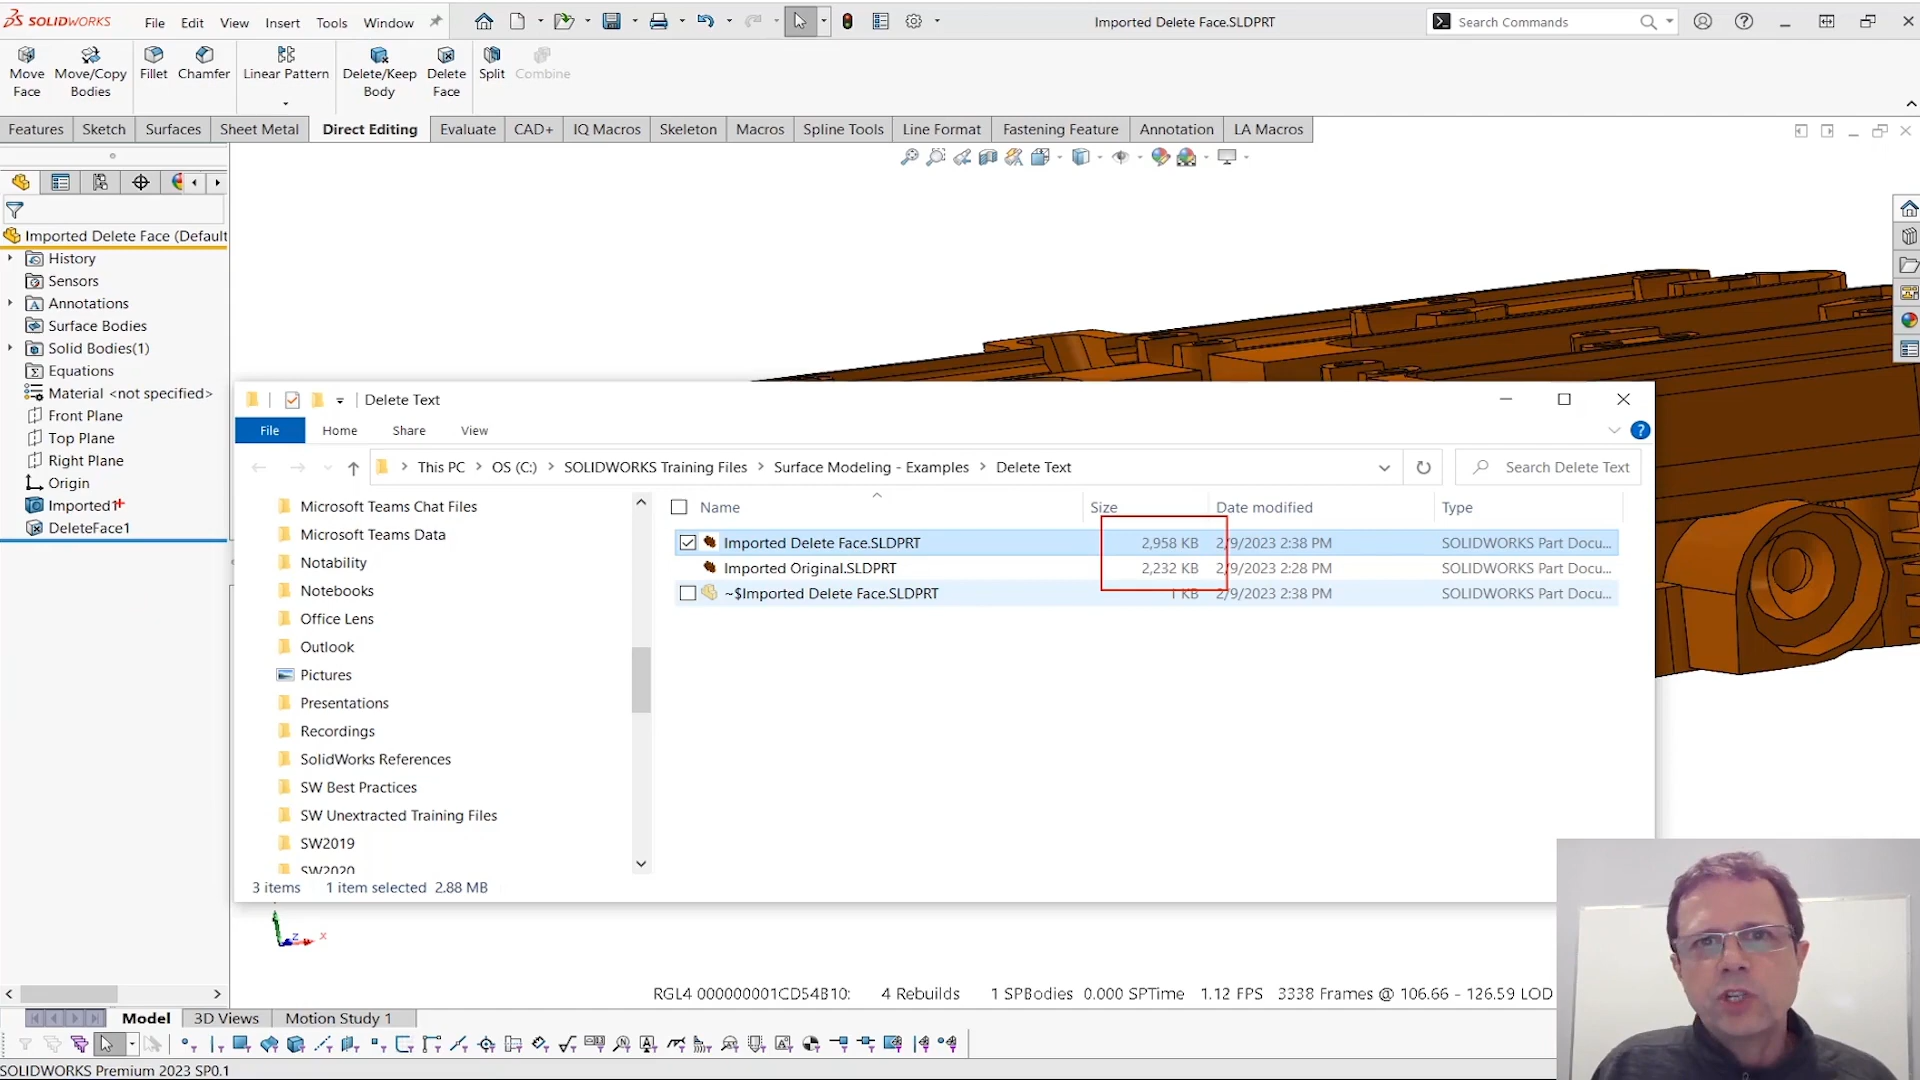 SOLIDWORKS File Edit View Insert Tools Window
Imported Delete Face.SLDPRT
Search Commands
Move Face
Move/Copy Bodies
Fillet
Chamfer
Linear Pattern
Delete/Keep Body
Delete Face
Split
Combine
Features Sketch Surfaces Sheet Metal Direct Editing Evaluate CAD+ IQ Macros Skeleton Macros Spline Tools Line Format Fastening Feature Annotation LA Macros
Imported Delete Face (Default
History
Sensors
Annotations
Surface Bodies
Solid Bodies(1)
Equations
Material <not specified>
Front Plane
Top Plane
Right Plane
Origin
Imported1
DeleteFace1
Delete Text
File Home Share View
This PC > OS (C:) > SOLIDWORKS Training Files > Surface Modeling - Examples > Delete Text
Search Delete Text
Microsoft Teams Chat Files
Microsoft Teams Data
Notability
Notebooks
Office Lens
Outlook
Pictures
Presentations
Recordings
SolidWorks References
SW Best Practices
SW Unextracted Training Files
SW2019
SW2020
Name Size Date modified Type
Imported Delete Face.SLDPRT 2,958 KB 2/9/2023 2:38 PM SOLIDWORKS Part Docu...
Imported Original.SLDPRT 2,232 KB 2/9/2023 2:28 PM SOLIDWORKS Part Docu...
~$Imported Delete Face.SLDPRT 1 KB 2/9/2023 2:38 PM SOLIDWORKS Part Docu...
3 items 1 item selected 2.88 MB
z x
RGL4 000000001CD54B10: 4 Rebuilds 1 SPBodies 0.000 SPTime 1.12 FPS 3338 Frames @ 106.66 - 126.59 LOD
Model 3D Views Motion Study 1
SOLIDWORKS Premium 2023 SP0.1